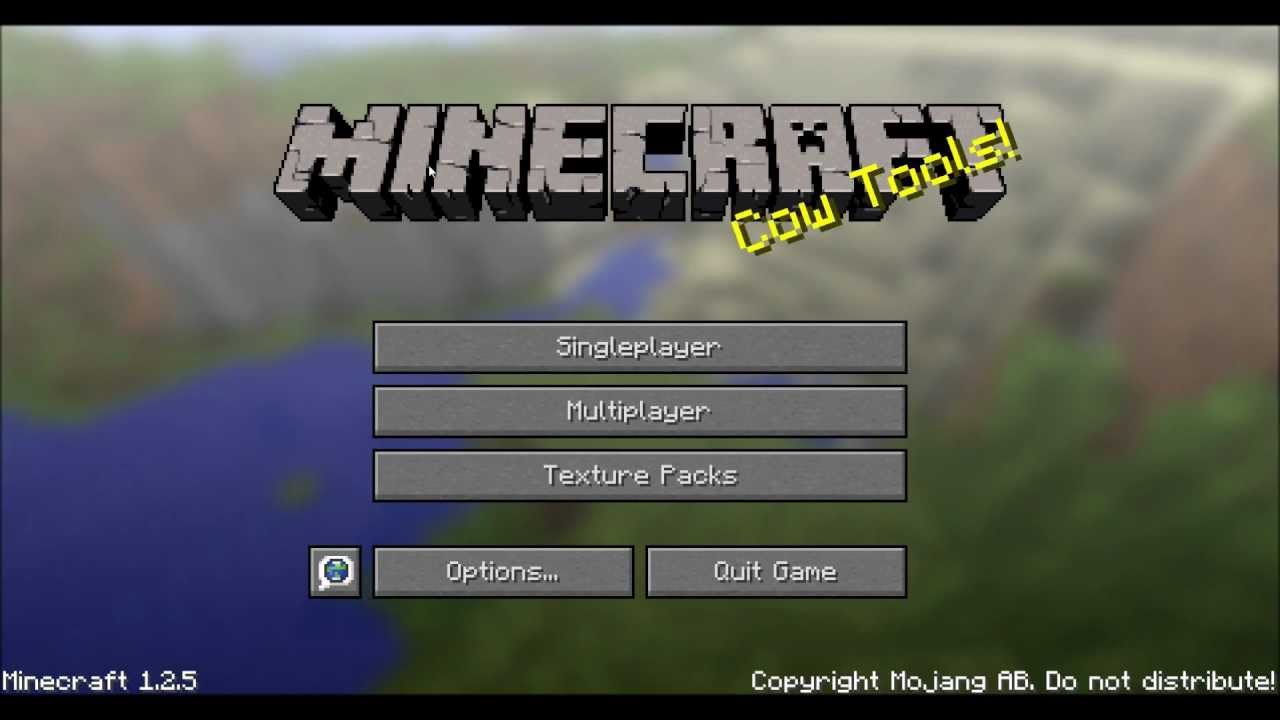 MINECRAFT
Cow Tools!
Singleplayer
Multiplayer
Texture Packs
Options...
Quit Game
Minecraft 1.2.5
Copyright Mojang AB. Do not distribute!